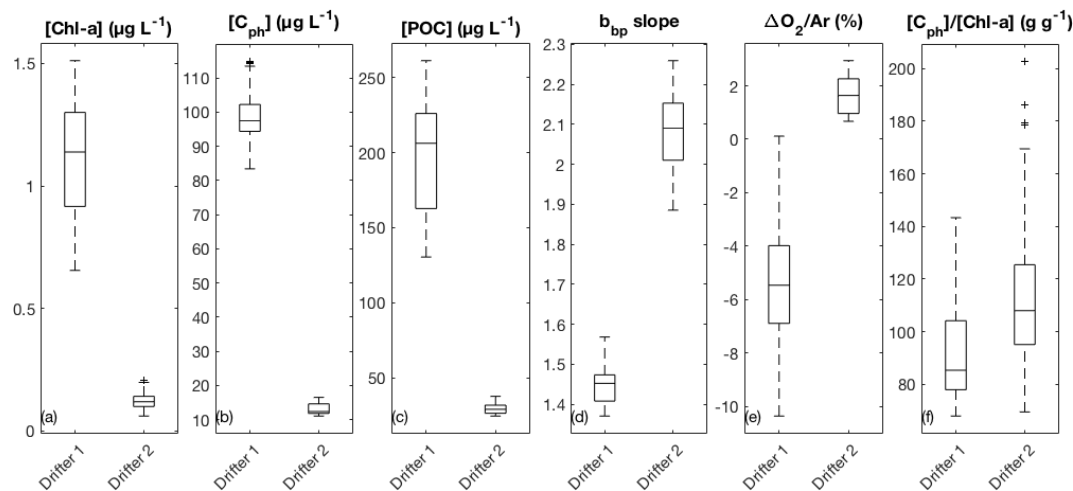 [Chl-a] (µg L⁻¹)
1.5
1
0.5
0
(a)
Drifter 1
Drifter 2
[Cph] (µg L⁻¹)
110
100
90
80
70
60
50
40
30
20
10
(b)
Drifter 1
Drifter 2
[POC] (µg L⁻¹)
250
200
150
100
50
(c)
Drifter 1
Drifter 2
bbp slope
2.3
2.2
2.1
2
1.9
1.8
1.7
1.6
1.5
1.4
(d)
Drifter 1
Drifter 2
ΔO₂/Ar (%)
2
0
-2
-4
-6
-8
-10
(e)
Drifter 1
Drifter 2
[Cph]/[Chl-a] (g g⁻¹)
200
180
160
140
120
100
80
(f)
Drifter 1
Drifter 2